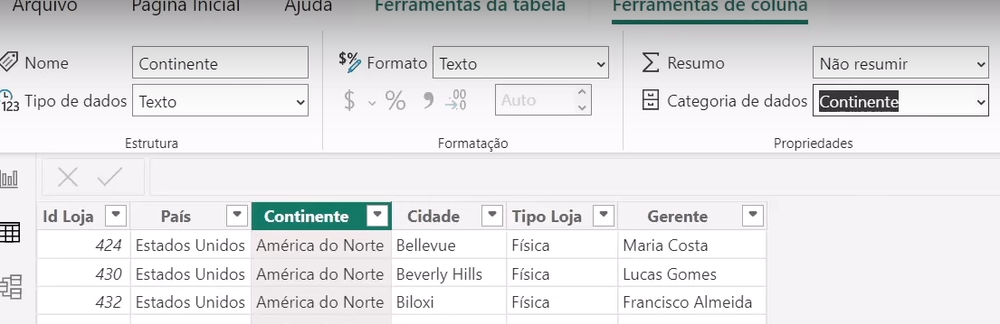 Arquivo Página Inicial Ajuda Ferramentas da tabela Ferramentas de coluna
Nome Continente $% Formato Texto Resumo Não resumir
123 Tipo de dados Texto $ % .00 .0 Auto Categoria de dados Continente
Estrutura Formatação Propriedades
Id Loja País Continente Cidade Tipo Loja Gerente
424 Estados Unidos América do Norte Bellevue Física Maria Costa
430 Estados Unidos América do Norte Beverly Hills Física Lucas Gomes
432 Estados Unidos América do Norte Biloxi Física Francisco Almeida